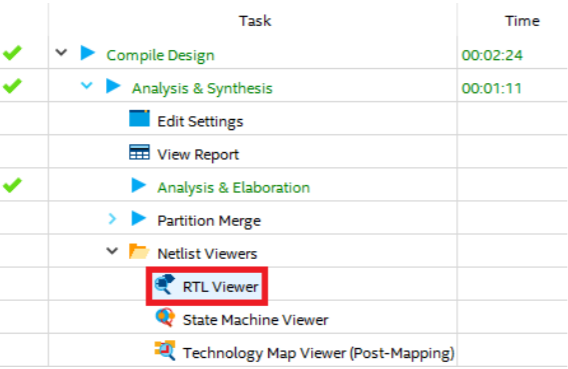 Task Time
Compile Design 00:02:24
Analysis & Synthesis 00:01:11
Edit Settings
View Report
Analysis & Elaboration
Partition Merge
Netlist Viewers
RTL Viewer
State Machine Viewer
Technology Map Viewer (Post-Mapping)